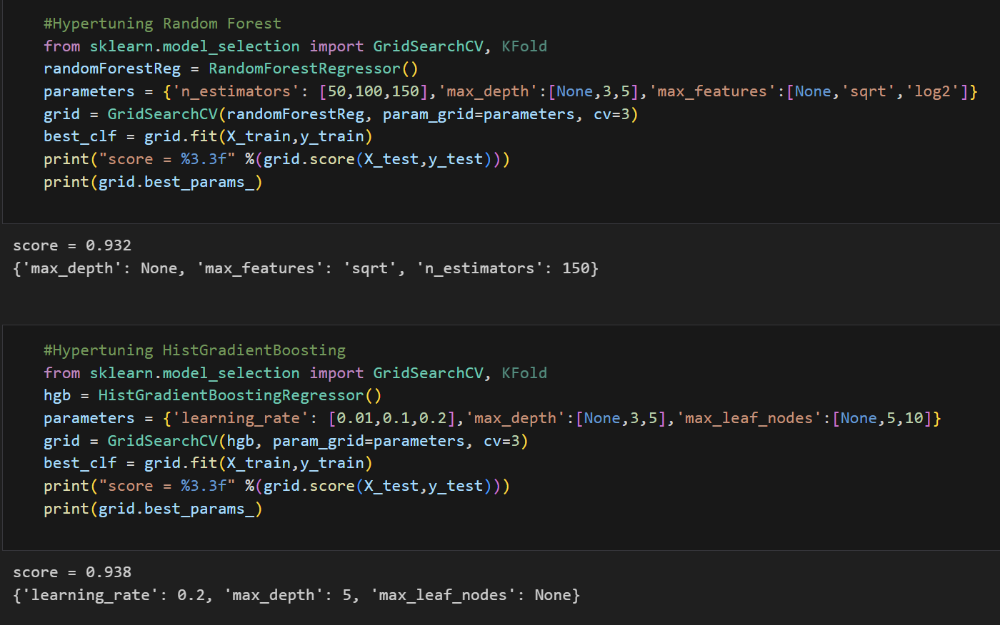 #Hypertuning Random Forest
from sklearn.model_selection import GridSearchCV, KFold
randomForestReg = RandomForestRegressor()
parameters = {'n_estimators': [50,100,150],'max_depth':[None,3,5],'max_features':[None,'sqrt','log2']}
grid = GridSearchCV(randomForestReg, param_grid=parameters, cv=3)
best_clf = grid.fit(X_train,y_train)
print("score = %3.3f" %(grid.score(X_test,y_test)))
print(grid.best_params_)
score = 0.932
{'max_depth': None, 'max_features': 'sqrt', 'n_estimators': 150}
#Hypertuning HistGradientBoosting
from sklearn.model_selection import GridSearchCV, KFold
hgb = HistGradientBoostingRegressor()
parameters = {'learning_rate': [0.01,0.1,0.2],'max_depth':[None,3,5],'max_leaf_nodes':[None,5,10]}
grid = GridSearchCV(hgb, param_grid=parameters, cv=3)
best_clf = grid.fit(X_train,y_train)
print("score = %3.3f" %(grid.score(X_test,y_test)))
print(grid.best_params_)
score = 0.938
{'learning_rate': 0.2, 'max_depth': 5, 'max_leaf_nodes': None}